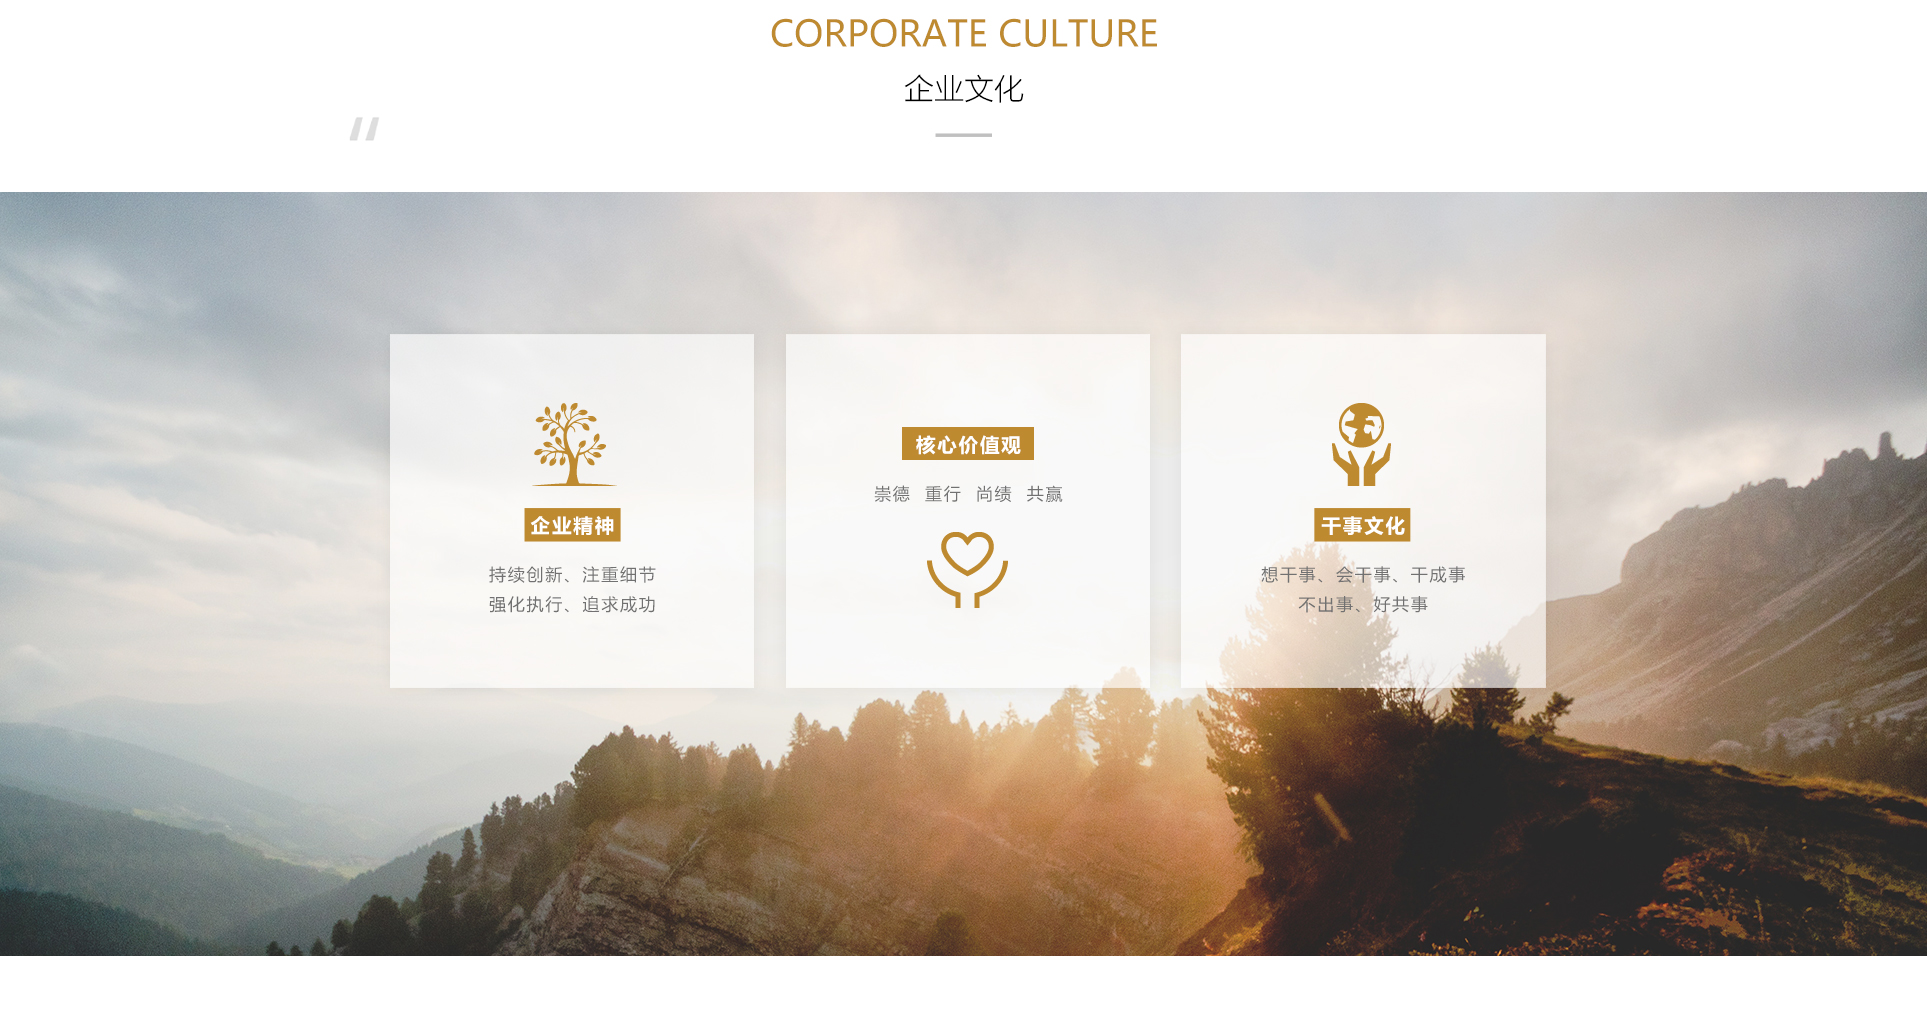 CORPORATE CULTURE
企业文化
"
企业精神
持续创新、注重细节
强化执行、追求成功
核心价值观
崇德 重行 尚绩 共赢
干事文化
想干事、会干事、干成事
不出事、好共事